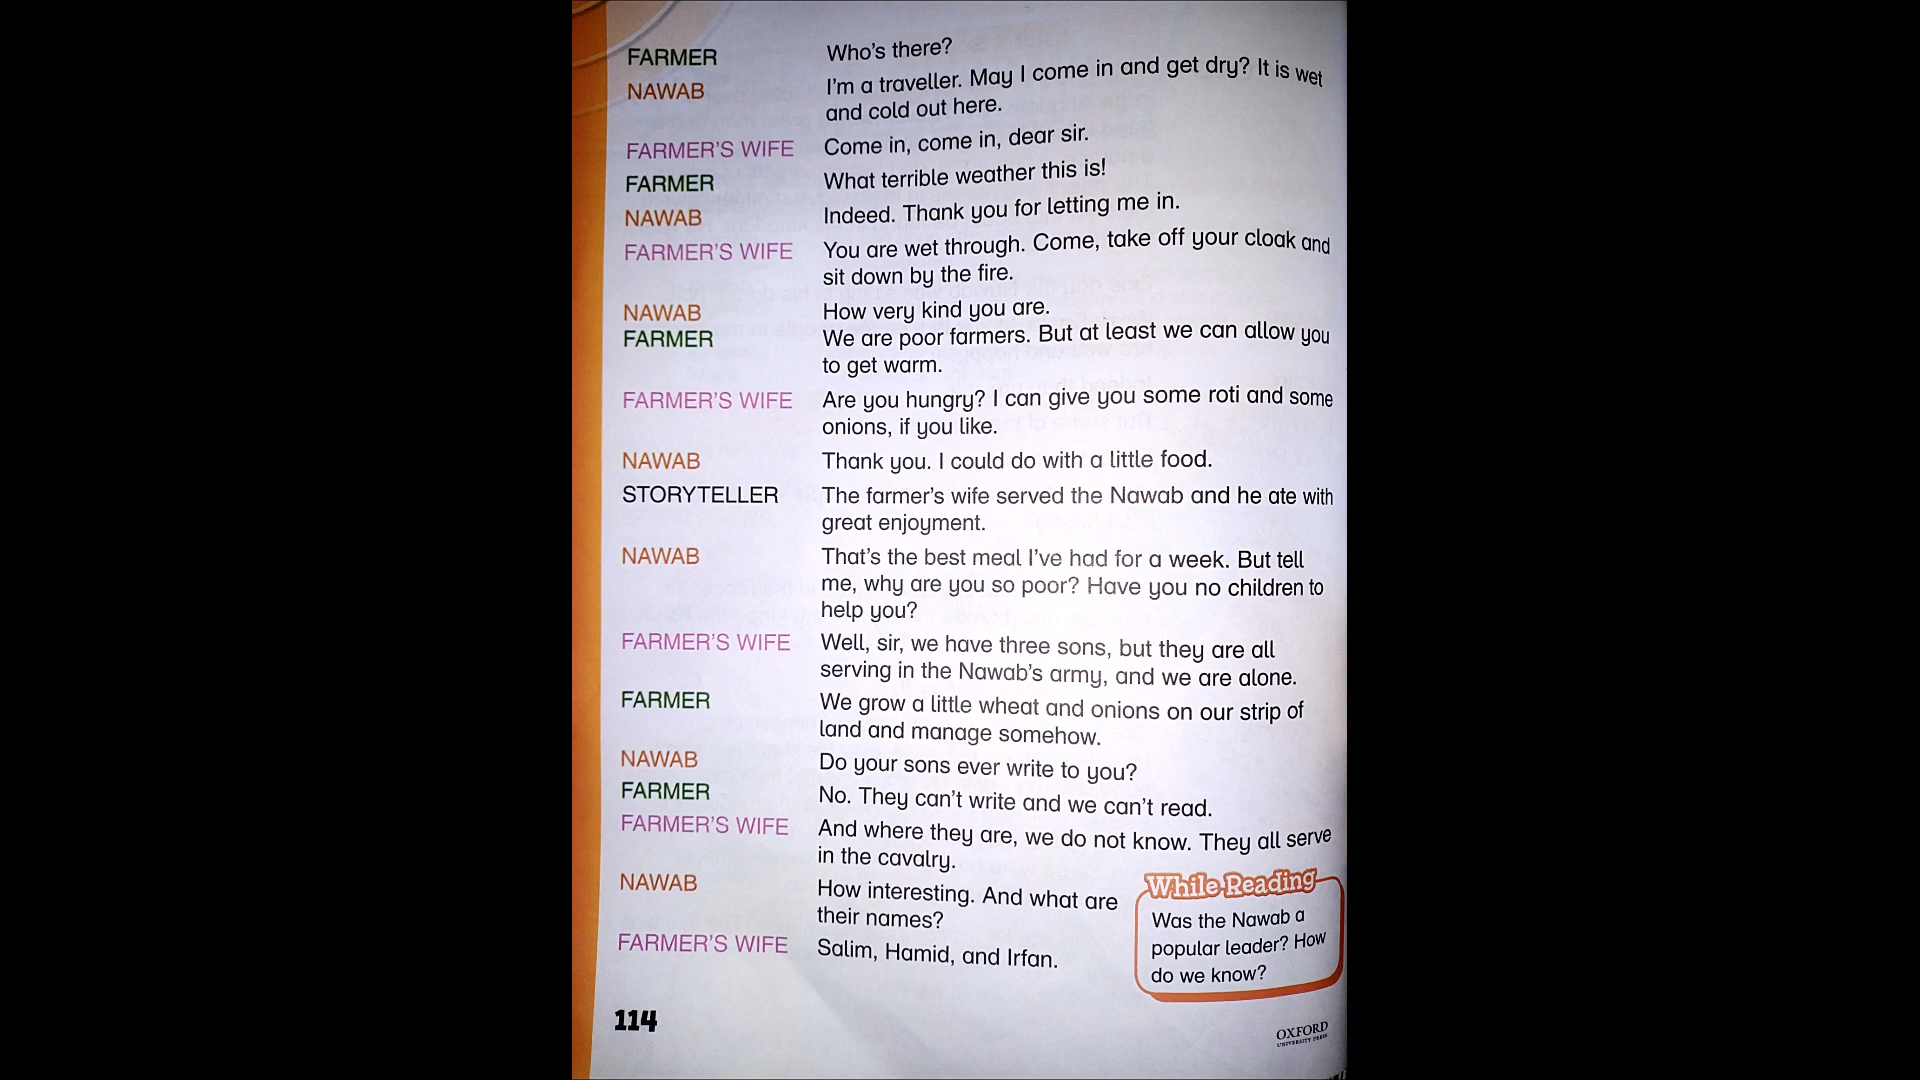 FARMER Who's there?
NAWAB I'm a traveller. May I come in and get dry? It is wet
and cold out here.
FARMER'S WIFE Come in, come in, dear sir.
FARMER What terrible weather this is!
NAWAB Indeed. Thank you for letting me in.
FARMER'S WIFE You are wet through. Come, take off your cloak and
sit down by the fire.
NAWAB How very kind you are.
FARMER We are poor farmers. But at least we can allow you
to get warm.
FARMER'S WIFE Are you hungry? I can give you some roti and some
onions, if you like.
NAWAB Thank you. I could do with a little food.
STORYTELLER The farmer's wife served the Nawab and he ate with
great enjoyment.
NAWAB That's the best meal I've had for a week. But tell
me, why are you so poor? Have you no children to
help you?
FARMER'S WIFE Well, sir, we have three sons, but they are all
serving in the Nawab's army, and we are alone.
FARMER We grow a little wheat and onions on our strip of
land and manage somehow.
NAWAB Do your sons ever write to you?
FARMER No. They can't write and we can't read.
FARMER'S WIFE And where they are, we do not know. They all serve
in the cavalry.
NAWAB How interesting. And what are
their names?
FARMER'S WIFE Salim, Hamid, and Irfan.
While Reading
Was the Nawab a
popular leader? How
do we know?
114
OXFORD
UNIVERSITY PRESS